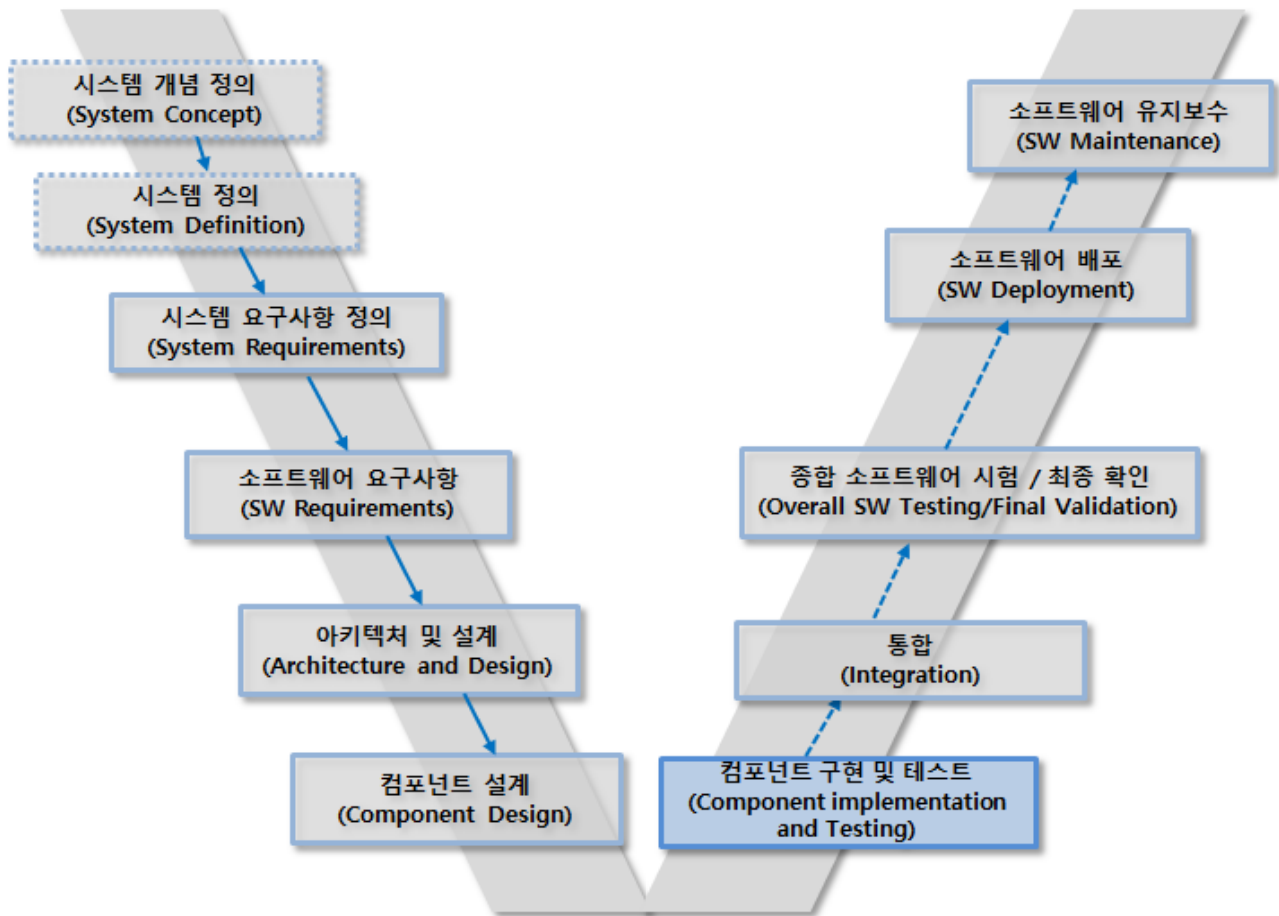 시스템 개념 정의
(System Concept)
시스템 정의
(System Definition)
시스템 요구사항 정의
(System Requirements)
소프트웨어 요구사항
(SW Requirements)
아키텍처 및 설계
(Architecture and Design)
컴포넌트 설계
(Component Design)
소프트웨어 유지보수
(SW Maintenance)
소프트웨어 배포
(SW Deployment)
종합 소프트웨어 시험 / 최종 확인
(Overall SW Testing/Final Validation)
통합
(Integration)
컴포넌트 구현 및 테스트
(Component implementation
and Testing)